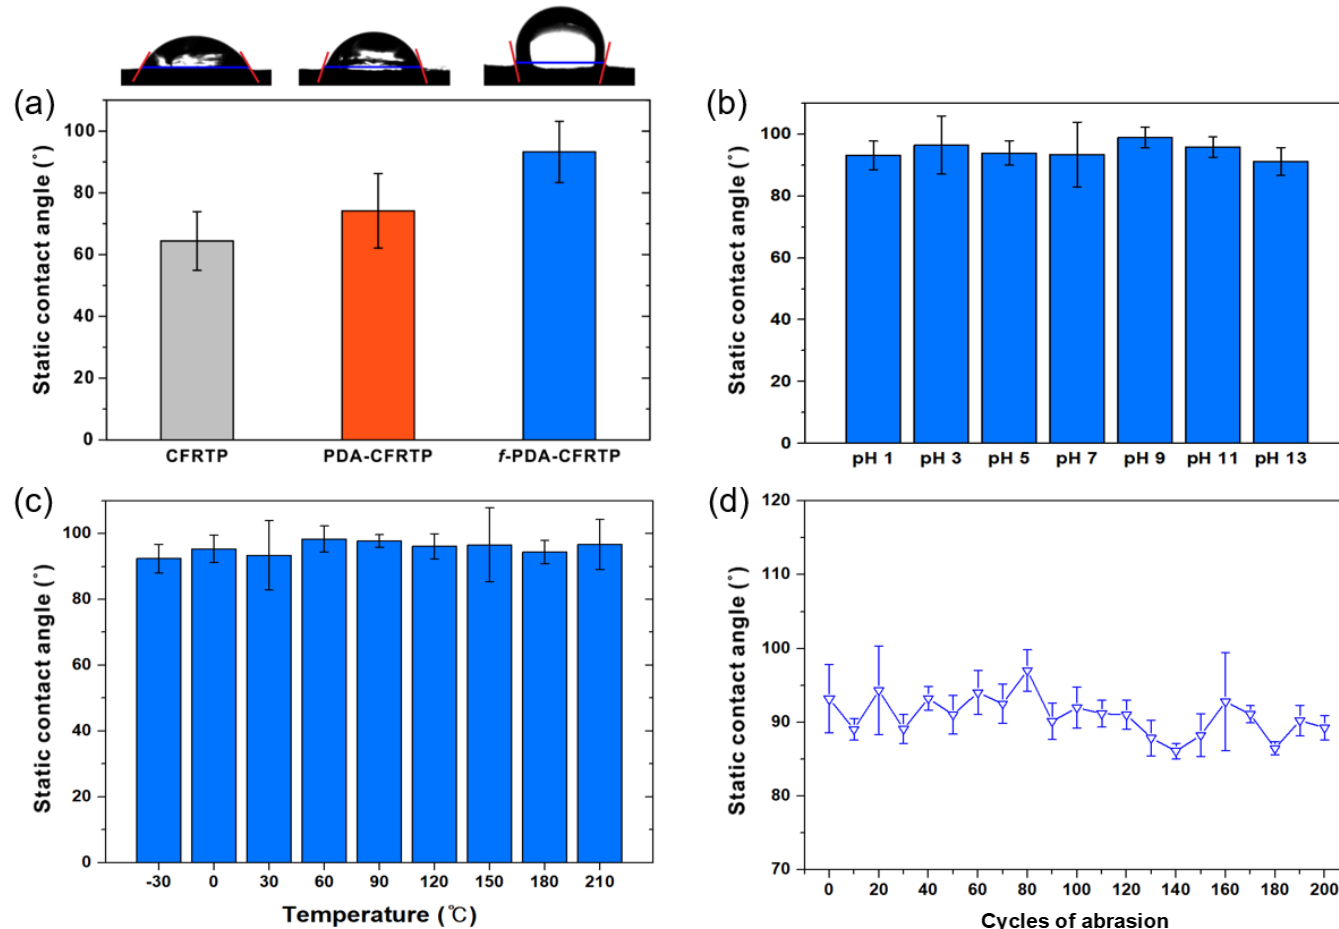 (a)
Static contact angle (˚)
100
80
60
40
20
0
CFRTP PDA-CFRTP f-PDA-CFRTP
(b)
Static contact angle (˚)
100
80
60
40
20
0
pH 1 pH 3 pH 5 pH 7 pH 9 pH 11 pH 13
(c)
Static contact angle (˚)
100
80
60
40
20
0
-30 0 30 60 90 120 150 180 210
Temperature (℃)
(d)
Static contact angle (˚)
120
110
100
90
80
70
0 20 40 60 80 100 120 140 160 180 200
Cycles of abrasion